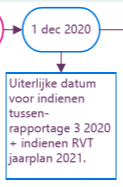 1 dec 2020
Uiterlijke datum
voor indienen
tussen-
rapportage 3 2020
+ indienen RVT
jaarplan 2021.